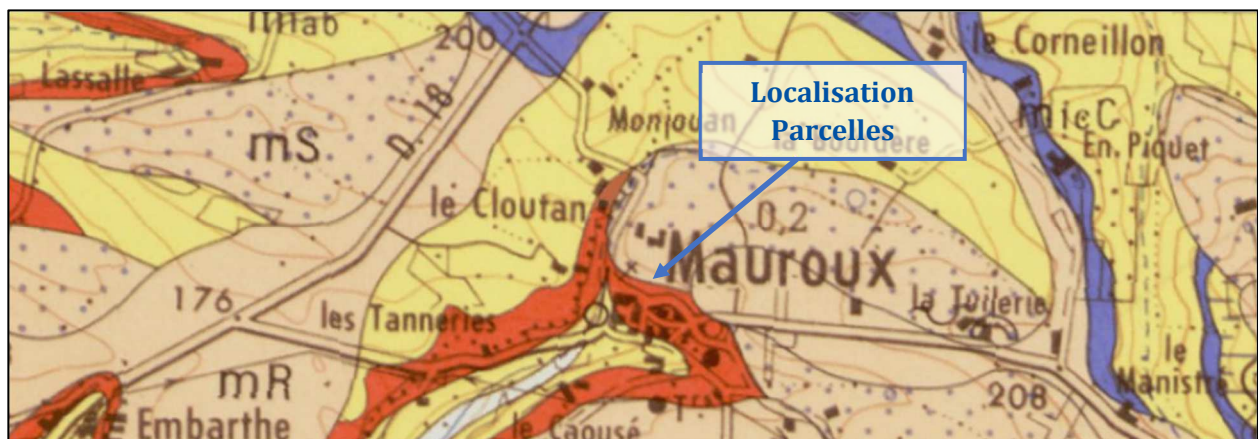 mab
200
le Corneillon
Lassalle
Localisation
Parcelles
D. 18
mS
Monjouan
la Bourdère
m1cC
En. Piquet
le Cloutan
0.2
Mauroux
176
les Tanneries
la Tuilerie
le
Manistre
mR
208
Embarthe
le Caousé